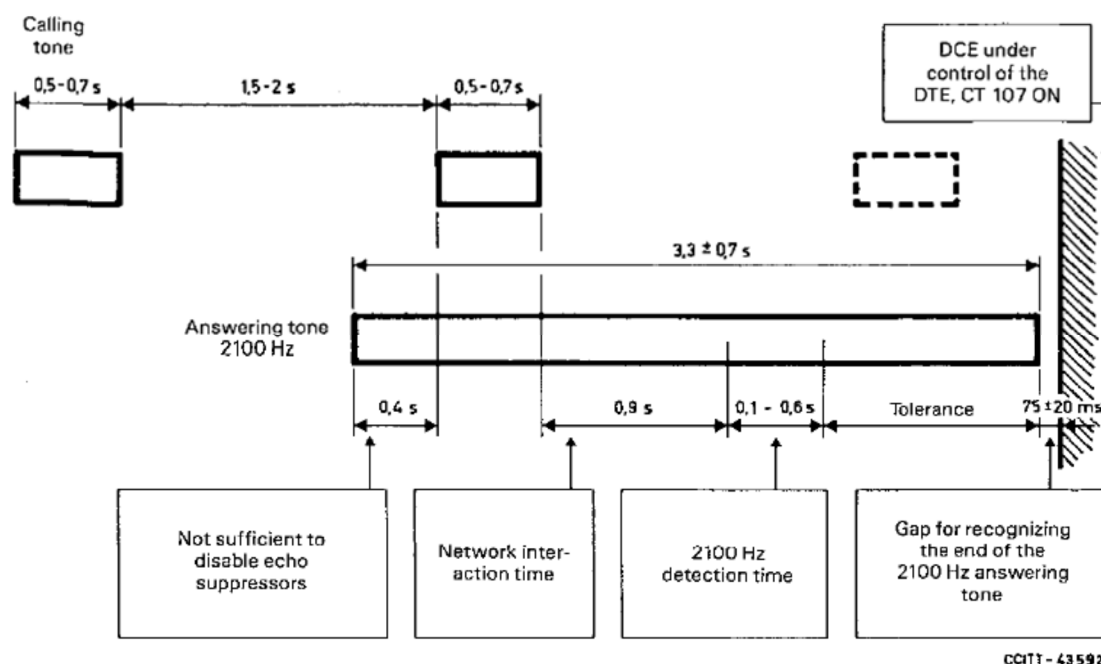 Calling
tone
0,5-0,7 s
1,5-2 s
0,5-0,7 s
DCE under
control of the
DTE, CT 107 ON
3,3 ± 0,7 s
Answering tone
2100 Hz
0,4 s
0,9 s
0,1 - 0,6 s
Tolerance
75 ±20 ms
Not sufficient to
disable echo
suppressors
Network inter-
action time
2100 Hz
detection time
Gap for recognizing
the end of the
2100 Hz answering
tone
CCITT - 43592